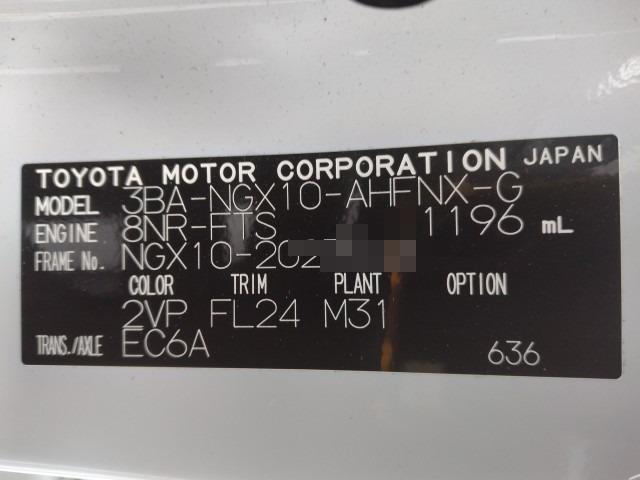 TOYOTA MOTOR CORPORATION JAPAN
MODEL 3BA-NGX10-AHFNX-G
ENGINE 8NR-FTS 1196 mL
FRAME No. NGX10-202
COLOR TRIM PLANT OPTION
2VP FL24 M31
TRANS./AXLE EC6A 636